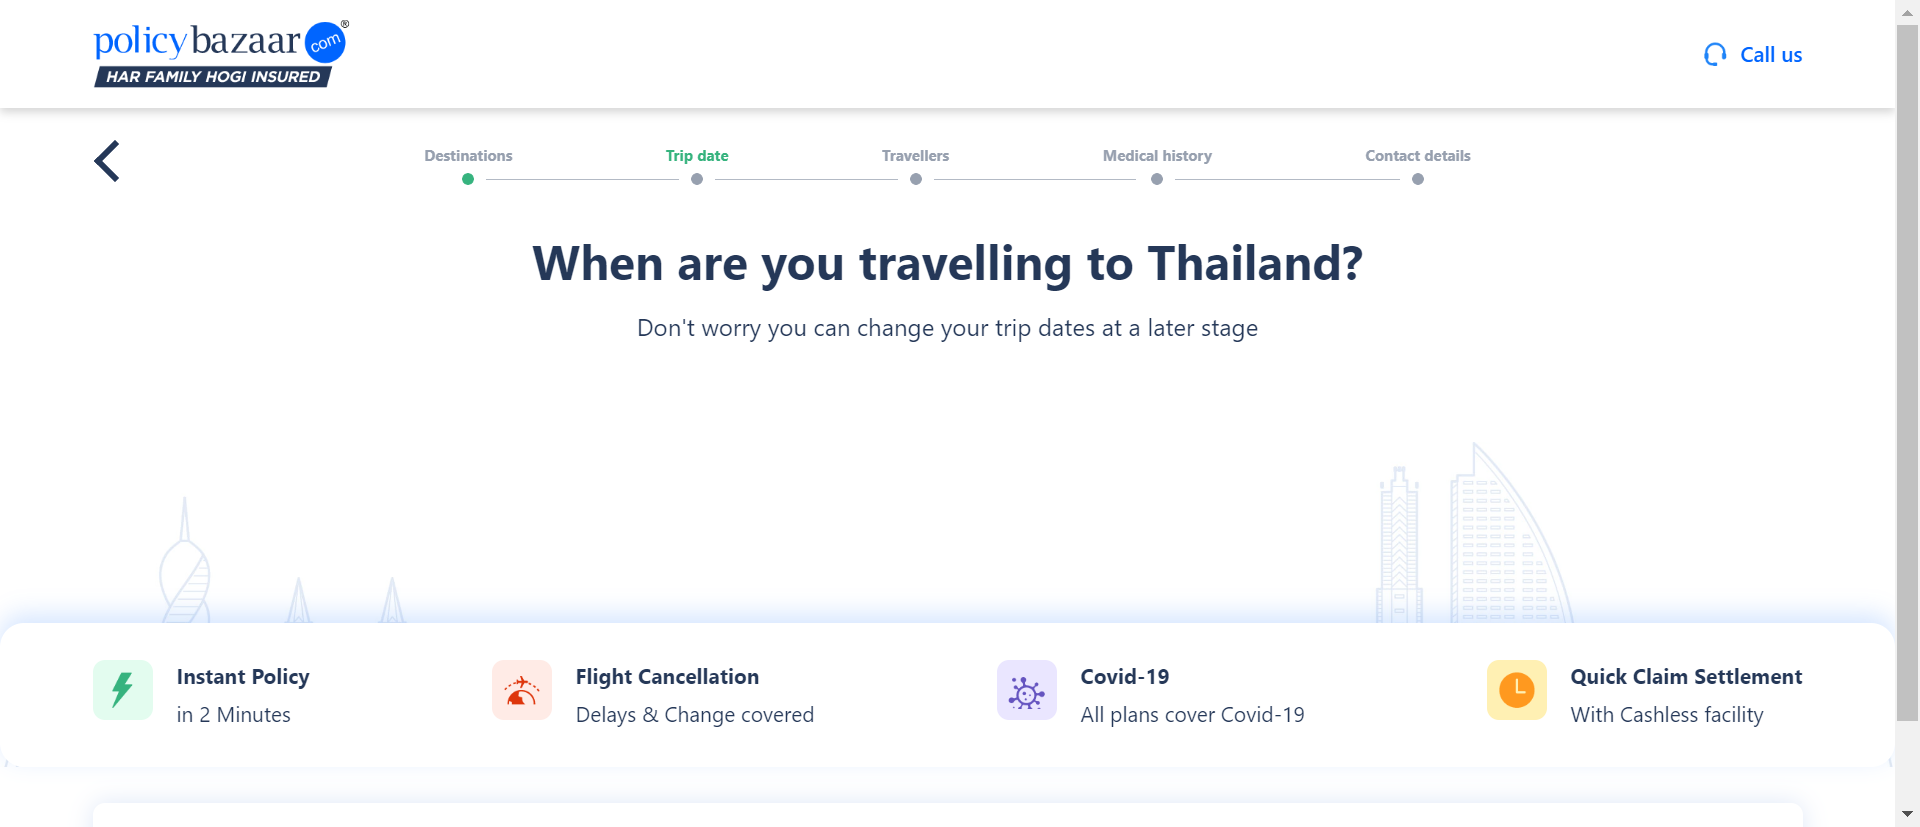 policybazaar.com®
HAR FAMILY HOGI INSURED
Call us
Destinations
Trip date
Travellers
Medical history
Contact details
When are you travelling to Thailand?
Don't worry you can change your trip dates at a later stage
Instant Policy
in 2 Minutes
Flight Cancellation
Delays & Change covered
Covid-19
All plans cover Covid-19
Quick Claim Settlement
With Cashless facility